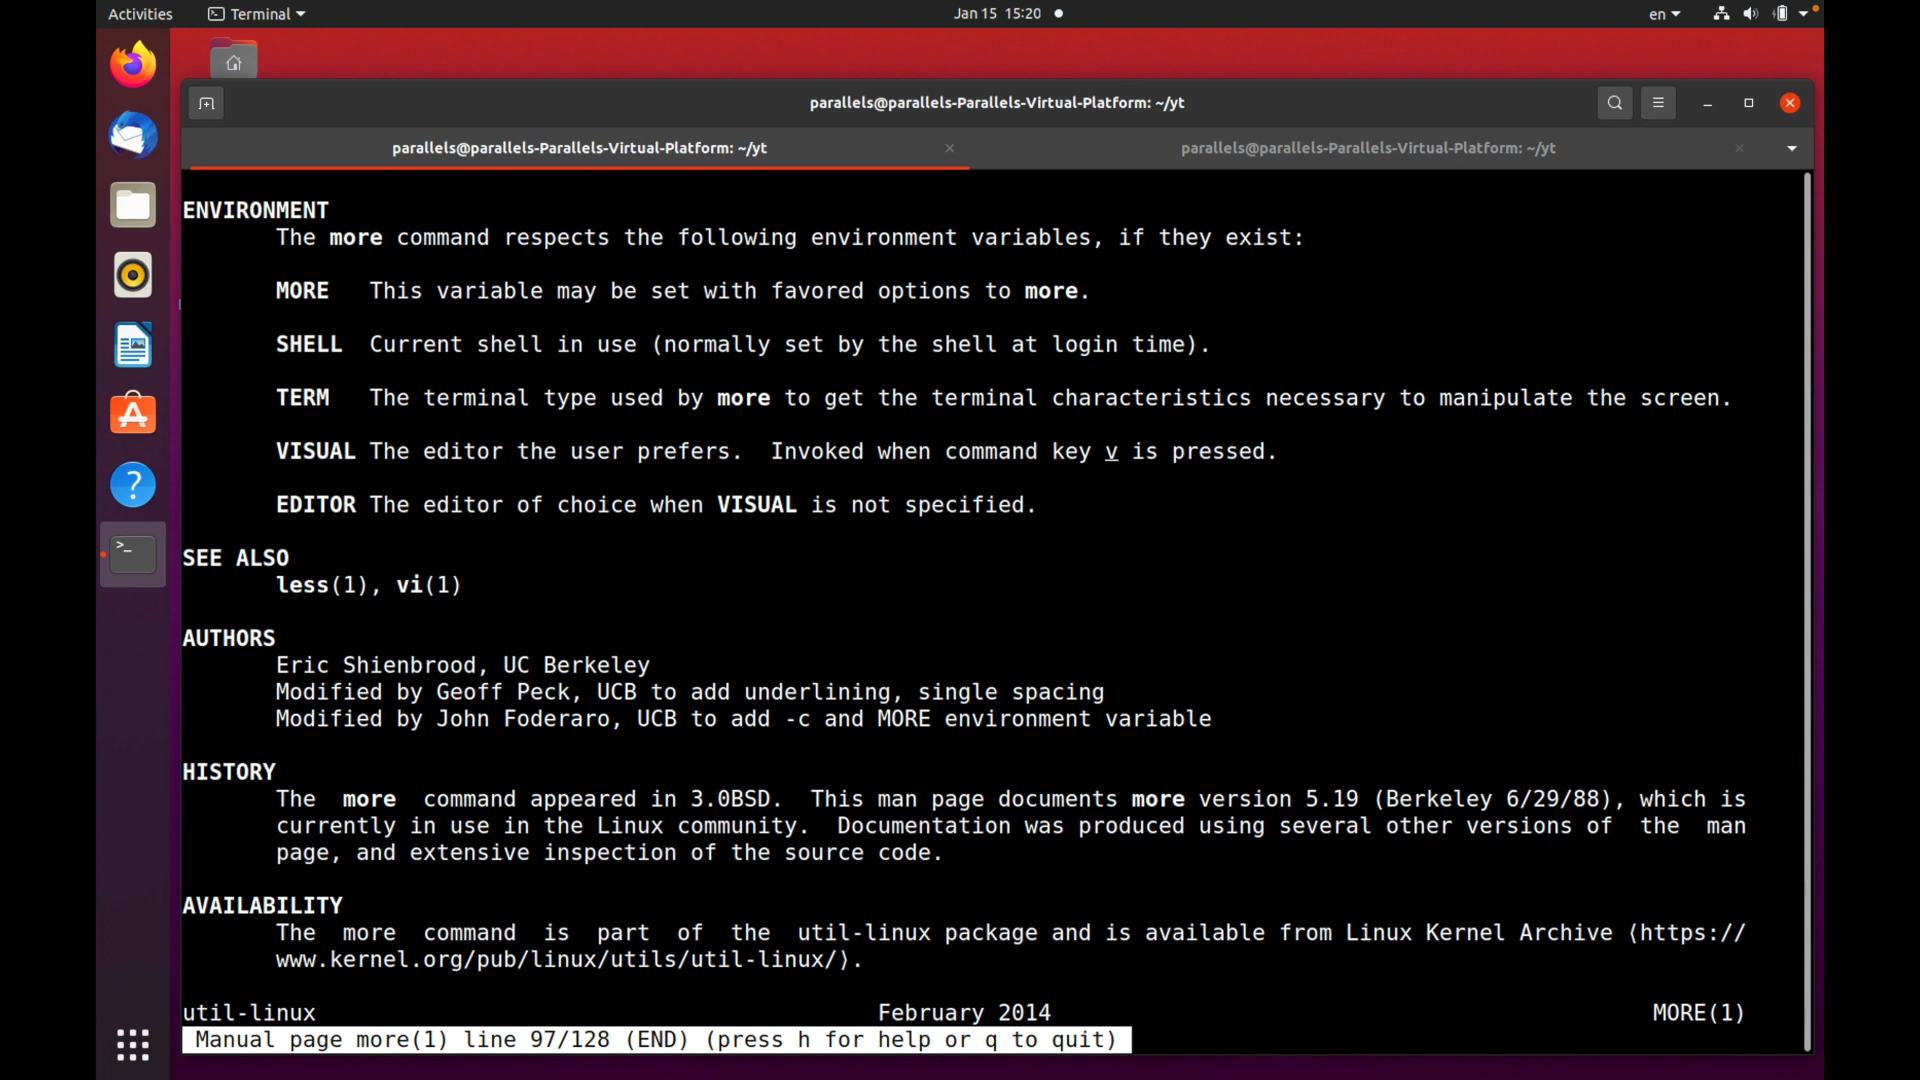 Activities Terminal Jan 15 15:20 en
parallels@parallels-Parallels-Virtual-Platform: ~/yt
parallels@parallels-Parallels-Virtual-Platform: ~/yt parallels@parallels-Parallels-Virtual-Platform: ~/yt
ENVIRONMENT
The more command respects the following environment variables, if they exist:
MORE This variable may be set with favored options to more.
SHELL Current shell in use (normally set by the shell at login time).
TERM The terminal type used by more to get the terminal characteristics necessary to manipulate the screen.
VISUAL The editor the user prefers. Invoked when command key v is pressed.
EDITOR The editor of choice when VISUAL is not specified.
SEE ALSO
less(1), vi(1)
AUTHORS
Eric Shienbrood, UC Berkeley
Modified by Geoff Peck, UCB to add underlining, single spacing
Modified by John Foderaro, UCB to add -c and MORE environment variable
HISTORY
The more command appeared in 3.0BSD. This man page documents more version 5.19 (Berkeley 6/29/88), which is
currently in use in the Linux community. Documentation was produced using several other versions of the man
page, and extensive inspection of the source code.
AVAILABILITY
The more command is part of the util-linux package and is available from Linux Kernel Archive ⟨https://
www.kernel.org/pub/linux/utils/util-linux/⟩.
util-linux February 2014 MORE(1)
Manual page more(1) line 97/128 (END) (press h for help or q to quit)